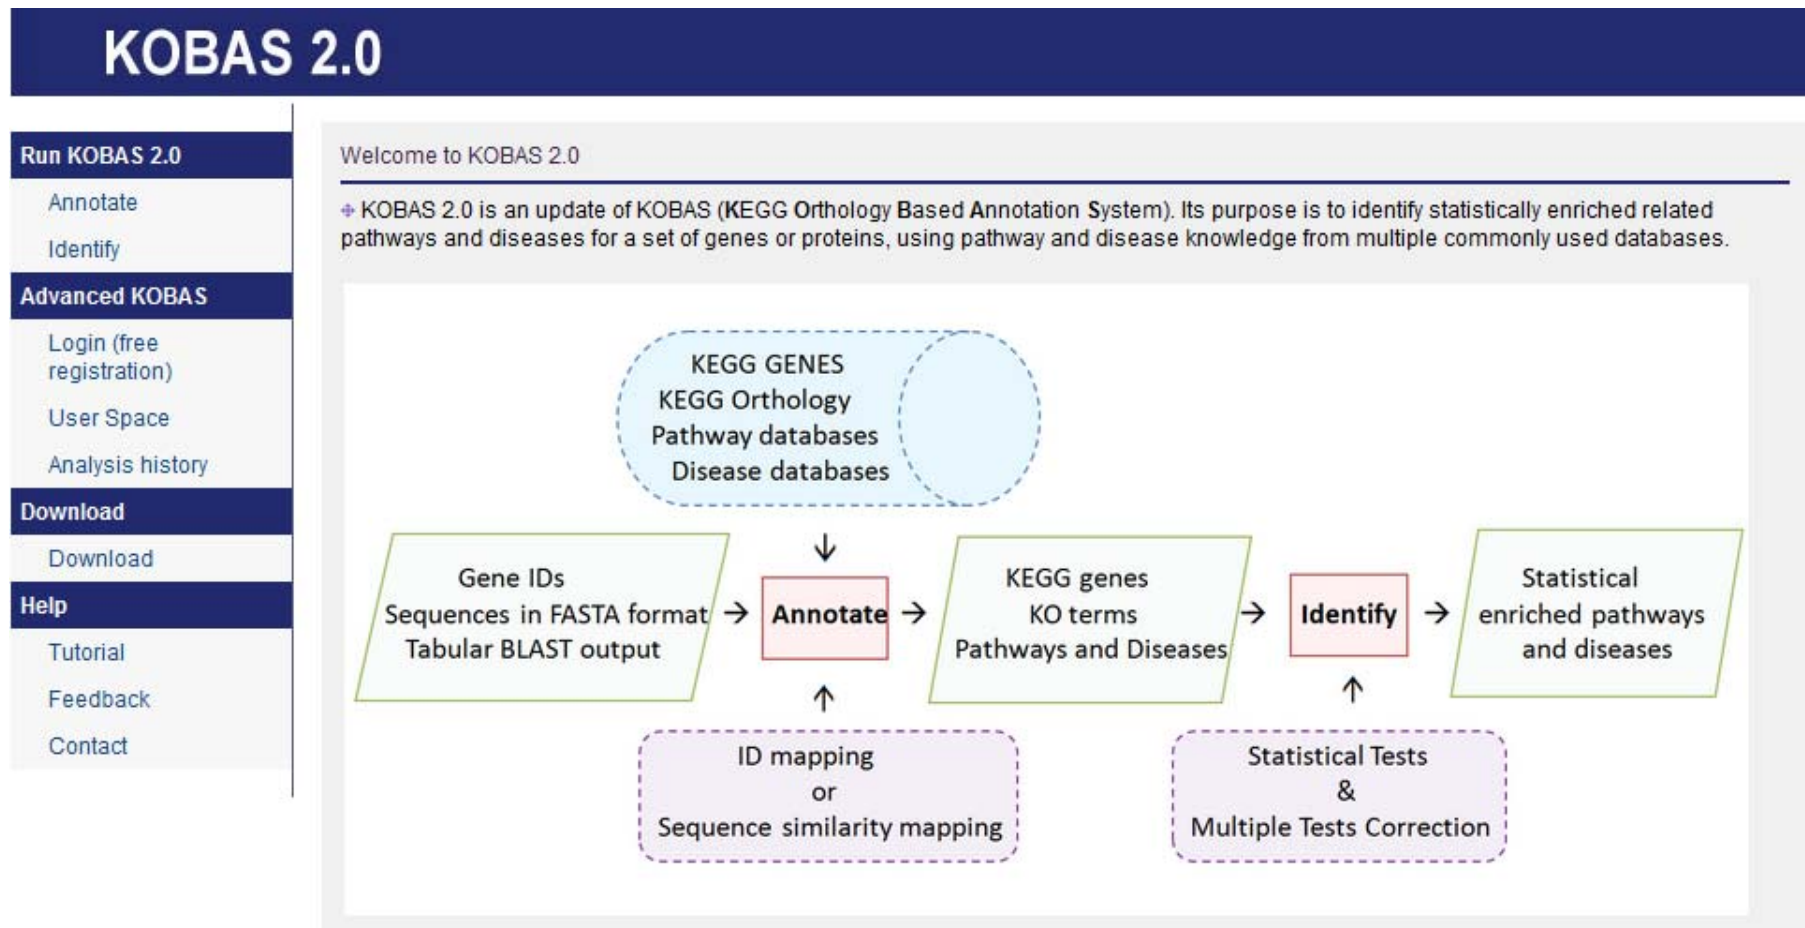 KOBAS 2.0
Run KOBAS 2.0
Annotate
Identify
Advanced KOBAS
Login (free
registration)
User Space
Analysis history
Download
Download
Help
Tutorial
Feedback
Contact
Welcome to KOBAS 2.0
KOBAS 2.0 is an update of KOBAS (KEGG Orthology Based Annotation System). Its purpose is to identify statistically enriched related
pathways and diseases for a set of genes or proteins, using pathway and disease knowledge from multiple commonly used databases.
KEGG GENES
KEGG Orthology
Pathway databases
Disease databases
Gene IDs
Sequences in FASTA format
Tabular BLAST output
Annotate
KEGG genes
KO terms
Pathways and Diseases
Identify
Statistical
enriched pathways
and diseases
ID mapping
or
Sequence similarity mapping
Statistical Tests
&
Multiple Tests Correction